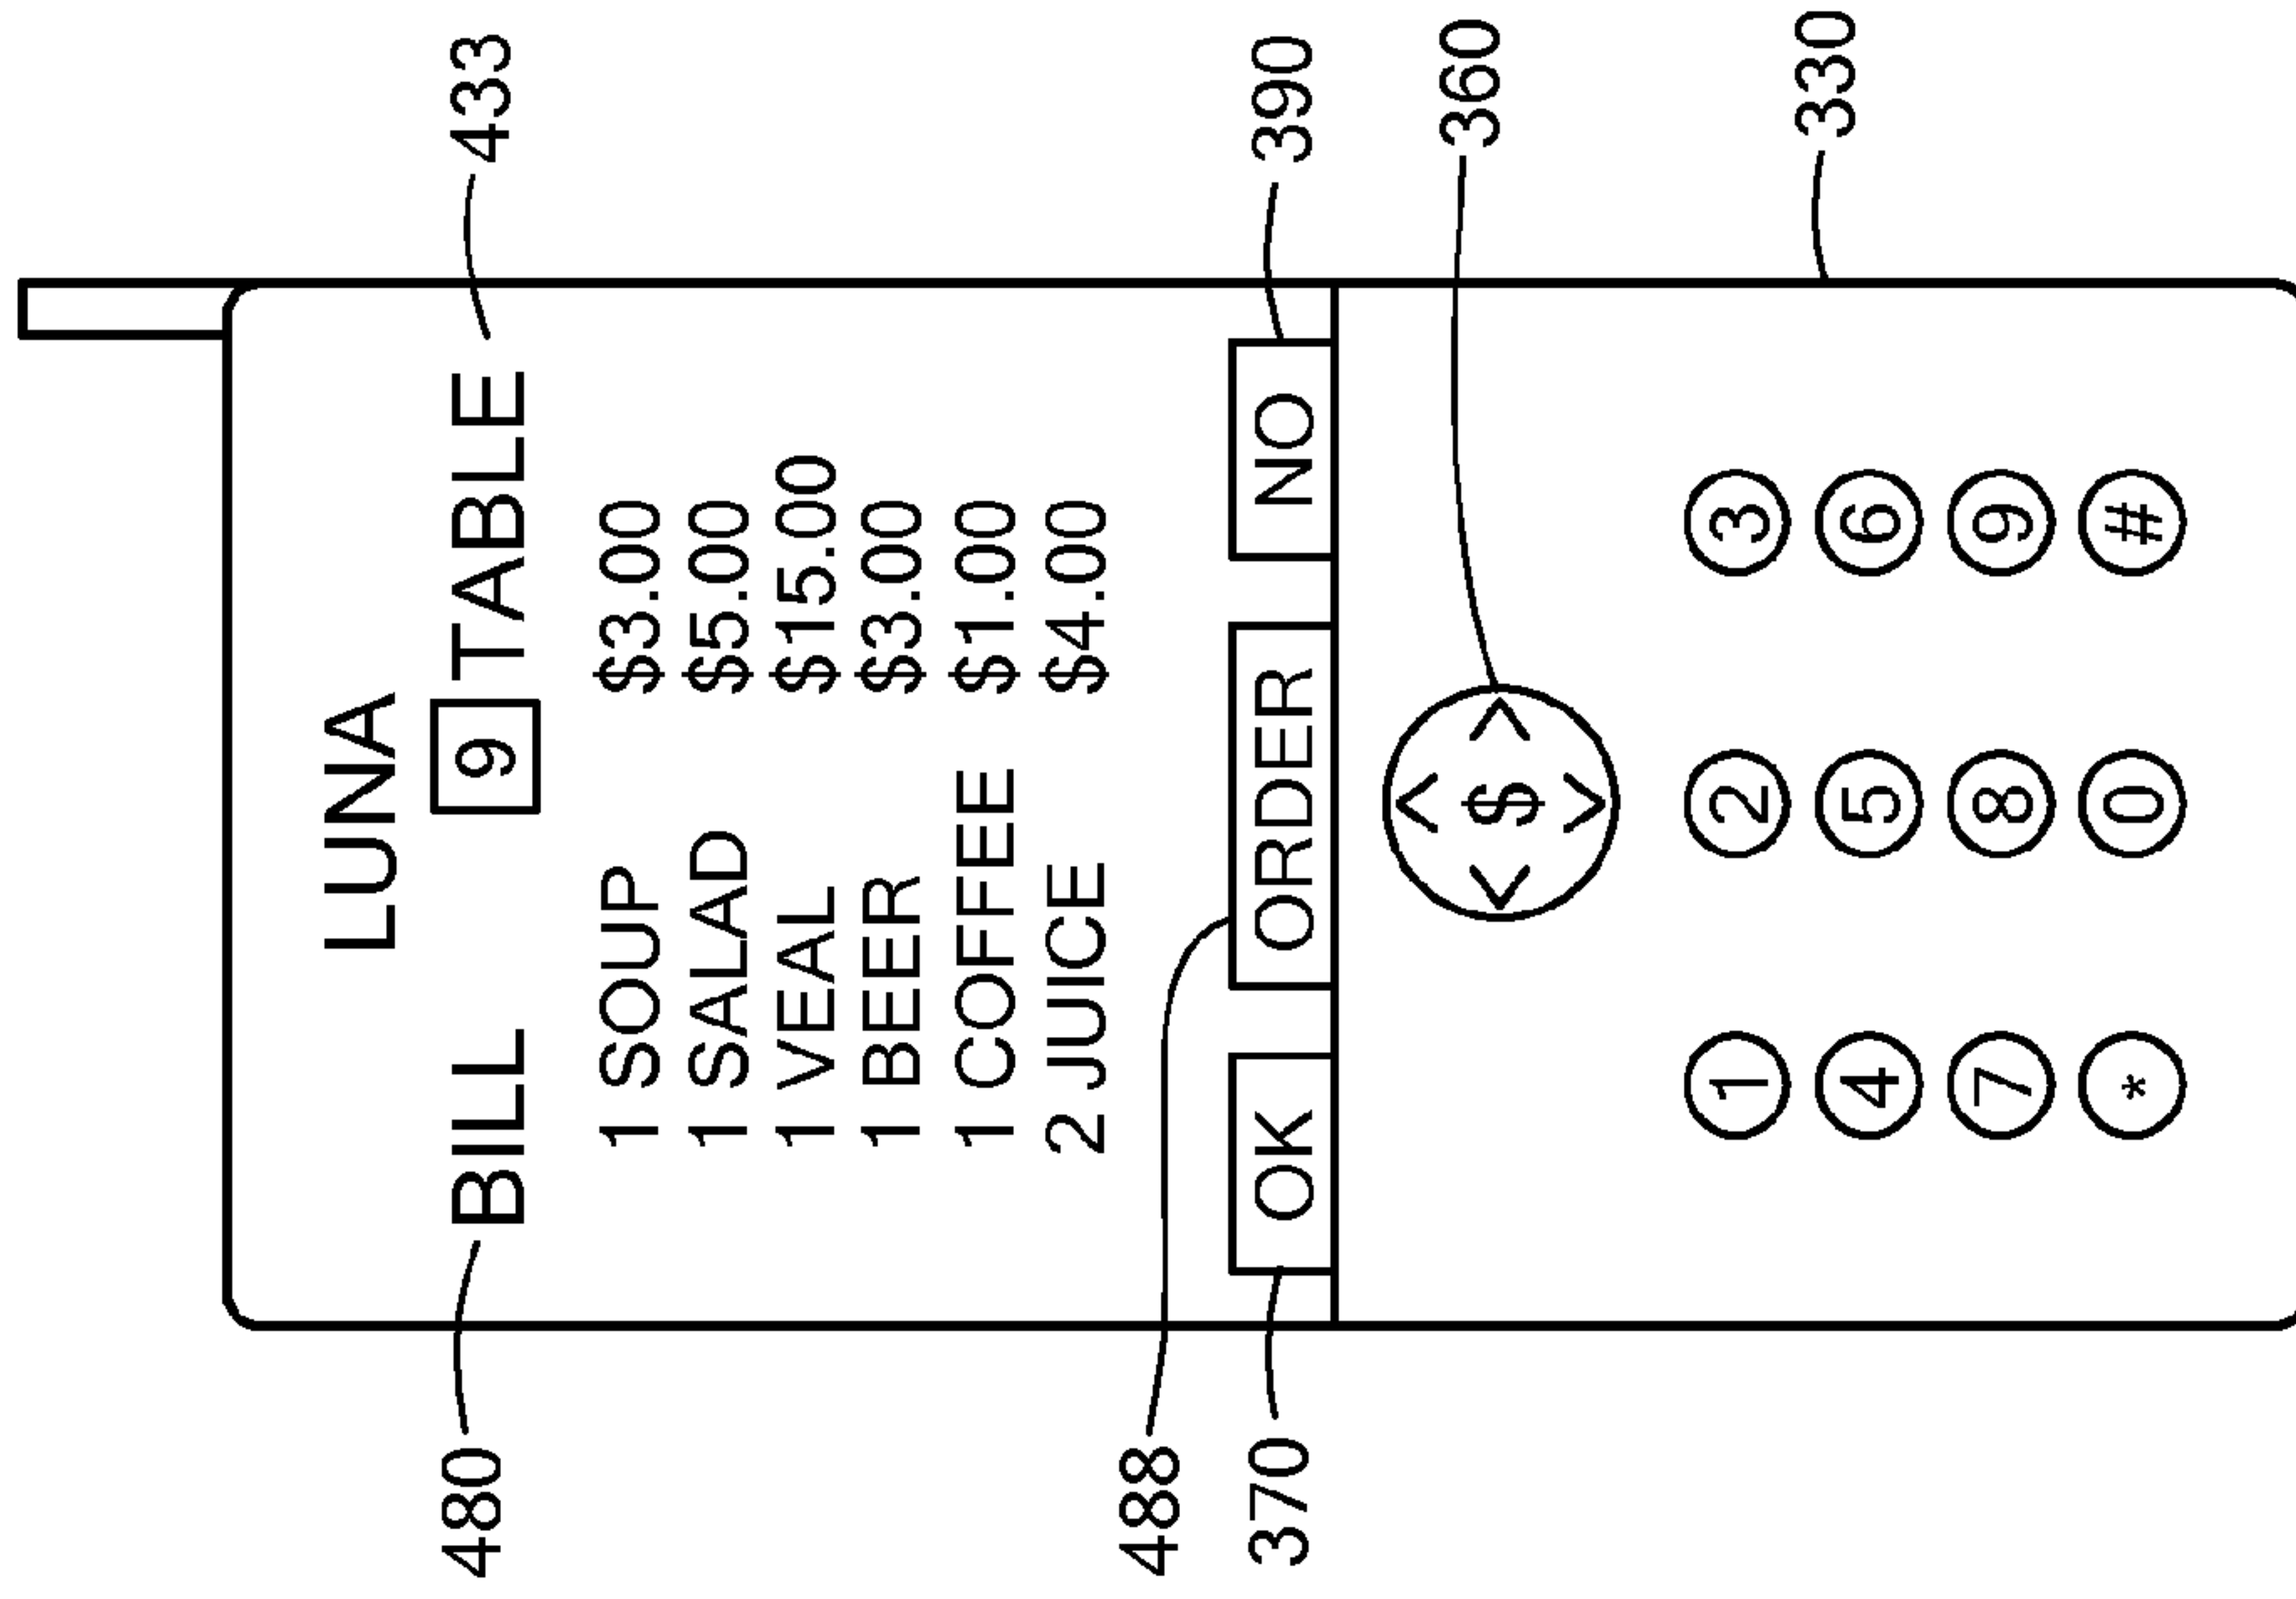 LUNA
480 BILL 9 TABLE 433
1 SOUP $3.00
1 SALAD $5.00
1 VEAL $15.00
1 BEER $3.00
1 COFFEE $1.00
2 JUICE $4.00
488
370 OK ORDER NO 390
< $ > 360
1 2 3
4 5 6
7 8 9
* 0 #
330